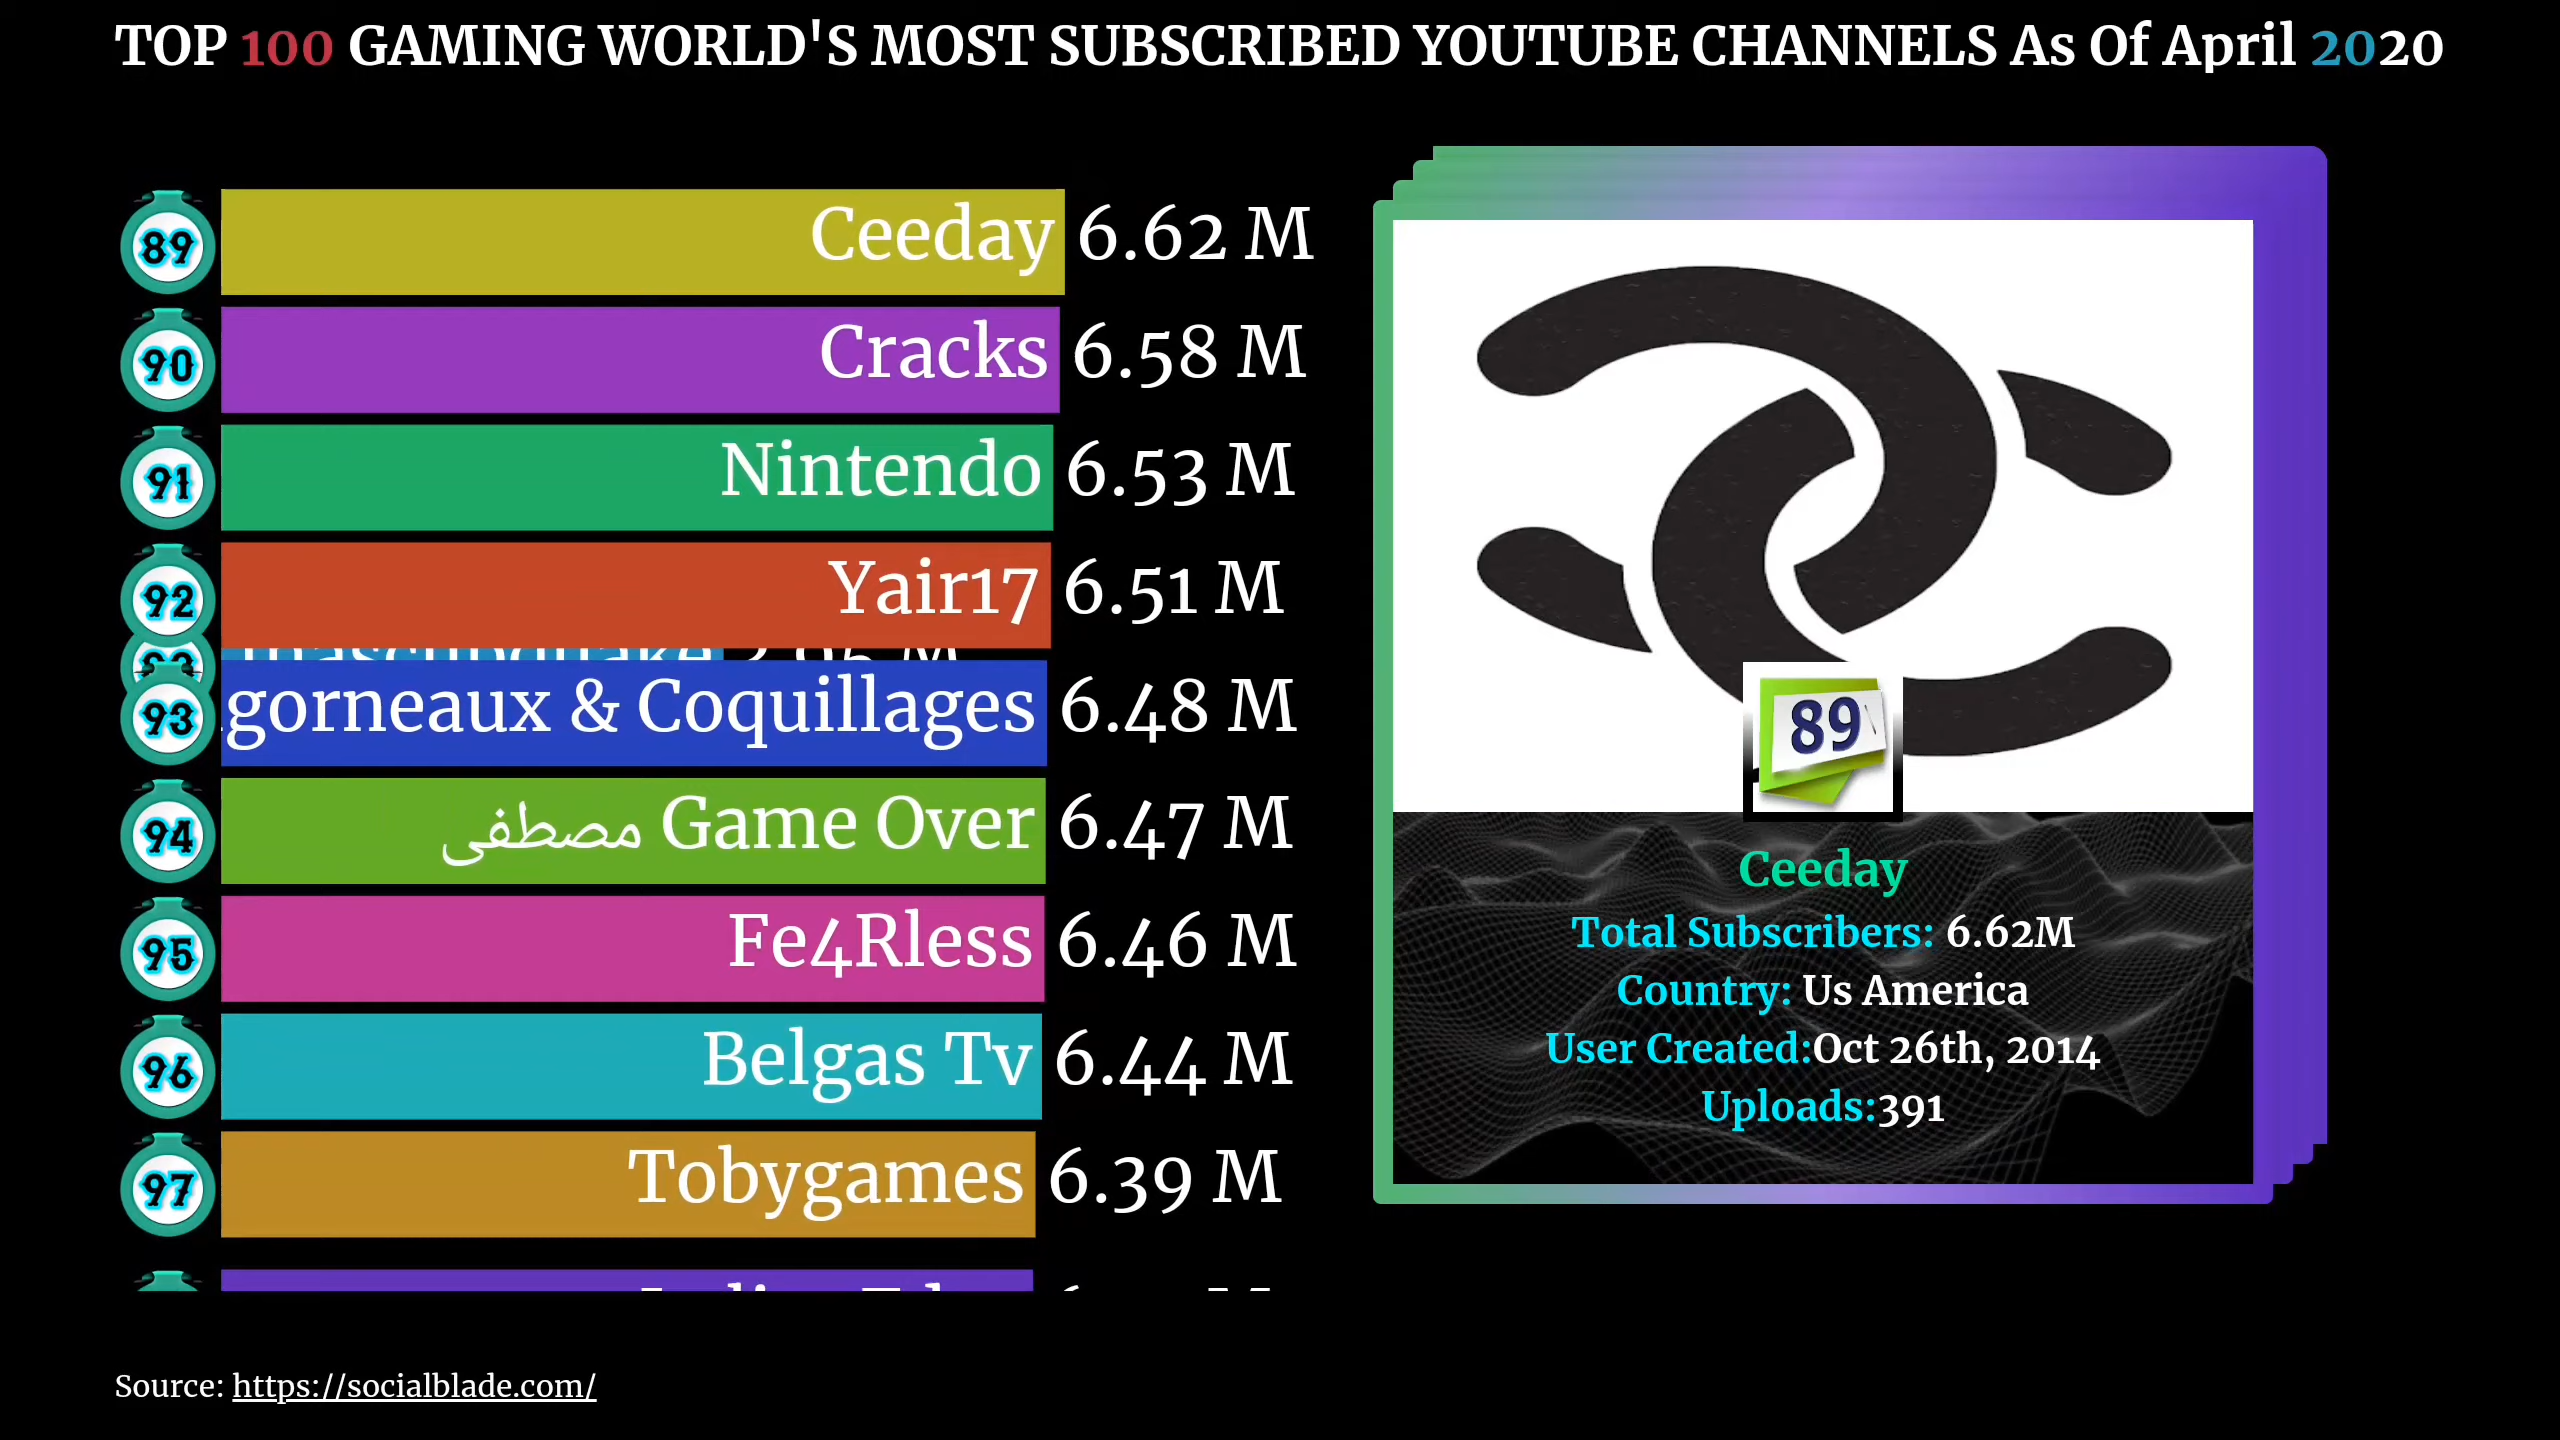 TOP 100 GAMING WORLD'S MOST SUBSCRIBED YOUTUBE CHANNELS As Of April 2020
89 Ceeday 6.62 M
90 Cracks 6.58 M
91 Nintendo 6.53 M
92 Yair17 6.51 M
93 & Coquillages 6.48 M
94 مصطفى Game Over 6.47 M
95 Fe4Rless 6.46 M
96 Belgas Tv 6.44 M
97 Tobygames 6.39 M
89
Ceeday
Total Subscribers: 6.62M
Country: Us America
User Created:Oct 26th, 2014
Uploads:391
Source: https://socialblade.com/